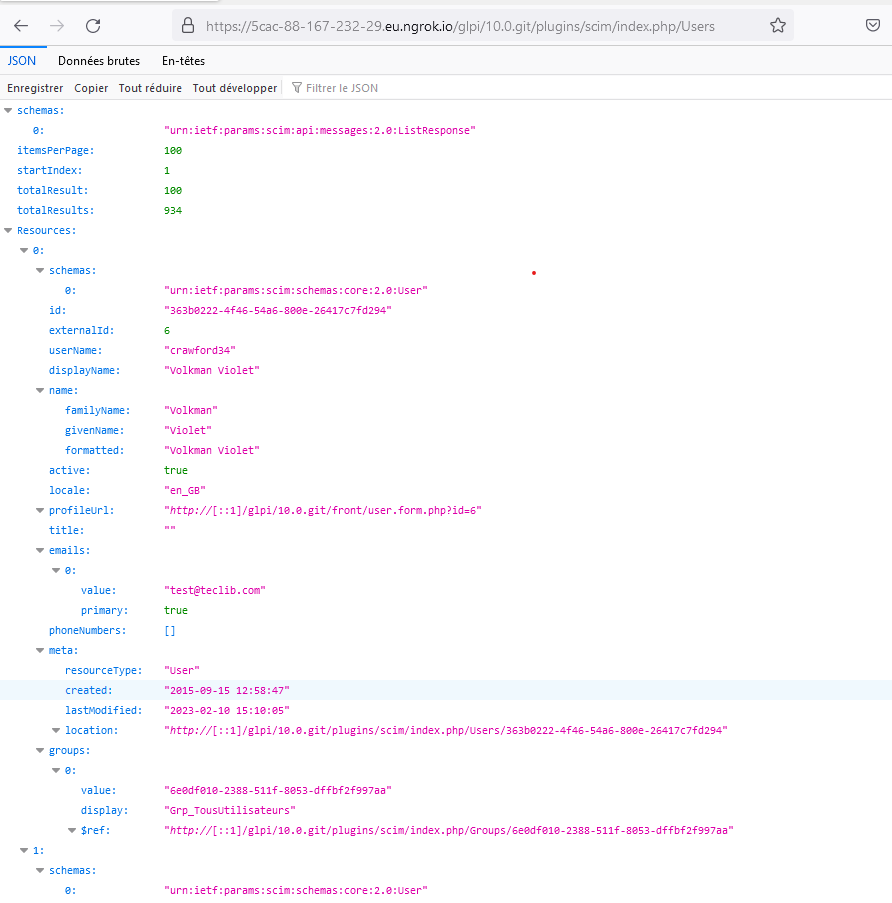 https://5cac-88-167-232-29.eu.ngrok.io/glpi/10.0.git/plugins/scim/index.php/Users
JSON Données brutes En-têtes
Enregistrer Copier Tout réduire Tout développer Filtrer le JSON
schemas:
0: "urn:ietf:params:scim:api:messages:2.0:ListResponse"
itemsPerPage: 100
startIndex: 1
totalResult: 100
totalResults: 934
Resources:
0:
schemas:
0: "urn:ietf:params:scim:schemas:core:2.0:User"
id: "363b0222-4f46-54a6-800e-26417c7fd294"
externalId: 6
userName: "crawford34"
displayName: "Volkman Violet"
name:
familyName: "Volkman"
givenName: "Violet"
formatted: "Volkman Violet"
active: true
locale: "en_GB"
profileUrl: "http://[::1]/glpi/10.0.git/front/user.form.php?id=6"
title: ""
emails:
0:
value: "test@teclib.com"
primary: true
phoneNumbers: []
meta:
resourceType: "User"
created: "2015-09-15 12:58:47"
lastModified: "2023-02-10 15:10:05"
location: "http://[::1]/glpi/10.0.git/plugins/scim/index.php/Users/363b0222-4f46-54a6-800e-26417c7fd294"
groups:
0:
value: "6e0df010-2388-511f-8053-dffbf2f997aa"
display: "Grp_TousUtilisateurs"
$ref: "http://[::1]/glpi/10.0.git/plugins/scim/index.php/Groups/6e0df010-2388-511f-8053-dffbf2f997aa"
1:
schemas:
0: "urn:ietf:params:scim:schemas:core:2.0:User"